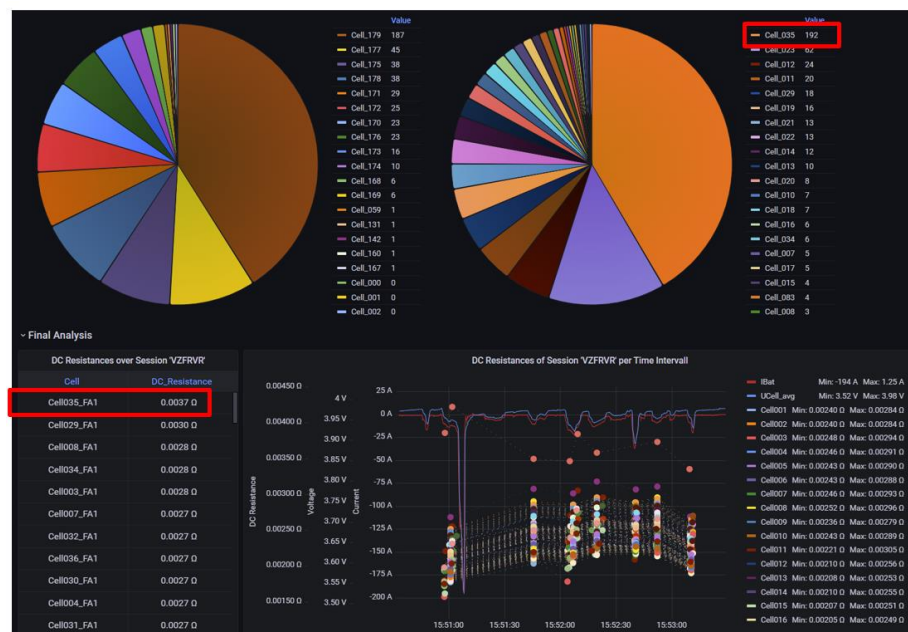 Value
Cell_179 187
Cell_177 45
Cell_175 38
Cell_178 38
Cell_171 29
Cell_172 25
Cell_170 23
Cell_176 23
Cell_173 16
Cell_174 10
Cell_168 6
Cell_169 6
Cell_059 1
Cell_131 1
Cell_142 1
Cell_160 1
Cell_167 1
Cell_000 0
Cell_001 0
Cell_002 0
Value
Cell_035 192
Cell_023 62
Cell_012 24
Cell_011 20
Cell_029 18
Cell_019 16
Cell_021 13
Cell_022 13
Cell_014 12
Cell_013 10
Cell_020 8
Cell_010 7
Cell_018 7
Cell_016 6
Cell_034 6
Cell_007 5
Cell_017 5
Cell_015 4
Cell_083 4
Cell_008 3
Final Analysis
DC Resistances over Session 'VZFRVR'
Cell DC_Resistance
Cell035_FA1 0.0037 Ω
Cell029_FA1 0.0030 Ω
Cell008_FA1 0.0028 Ω
Cell034_FA1 0.0028 Ω
Cell003_FA1 0.0028 Ω
Cell007_FA1 0.0027 Ω
Cell032_FA1 0.0027 Ω
Cell036_FA1 0.0027 Ω
Cell030_FA1 0.0027 Ω
Cell004_FA1 0.0027 Ω
Cell031_FA1 0.0027 Ω
DC Resistances of Session 'VZFRVR' per Time Intervall
DC Resistance
0.00450 Ω
0.00400 Ω
0.00350 Ω
0.00300 Ω
0.00250 Ω
0.00200 Ω
0.00150 Ω
Voltage
4 V
3.95 V
3.90 V
3.85 V
3.80 V
3.75 V
3.70 V
3.65 V
3.60 V
3.55 V
3.50 V
Current
25 A
0 A
-25 A
-50 A
-75 A
-100 A
-125 A
-150 A
-175 A
-200 A
15:51:00 15:51:30 15:52:00 15:52:30 15:53:00
IBat Min: -194 A Max: 1.25 A
UCell_avg Min: 3.52 V Max: 3.98 V
Cell001 Min: 0.00240 Ω Max: 0.00284 Ω
Cell002 Min: 0.00240 Ω Max: 0.00284 Ω
Cell003 Min: 0.00248 Ω Max: 0.00294 Ω
Cell004 Min: 0.00246 Ω Max: 0.00291 Ω
Cell005 Min: 0.00243 Ω Max: 0.00290 Ω
Cell006 Min: 0.00243 Ω Max: 0.00288 Ω
Cell007 Min: 0.00246 Ω Max: 0.00293 Ω
Cell008 Min: 0.00252 Ω Max: 0.00296 Ω
Cell009 Min: 0.00236 Ω Max: 0.00279 Ω
Cell010 Min: 0.00243 Ω Max: 0.00289 Ω
Cell011 Min: 0.00221 Ω Max: 0.00305 Ω
Cell012 Min: 0.00210 Ω Max: 0.00256 Ω
Cell013 Min: 0.00208 Ω Max: 0.00253 Ω
Cell014 Min: 0.00210 Ω Max: 0.00255 Ω
Cell015 Min: 0.00207 Ω Max: 0.00251 Ω
Cell016 Min: 0.00205 Ω Max: 0.00249 Ω